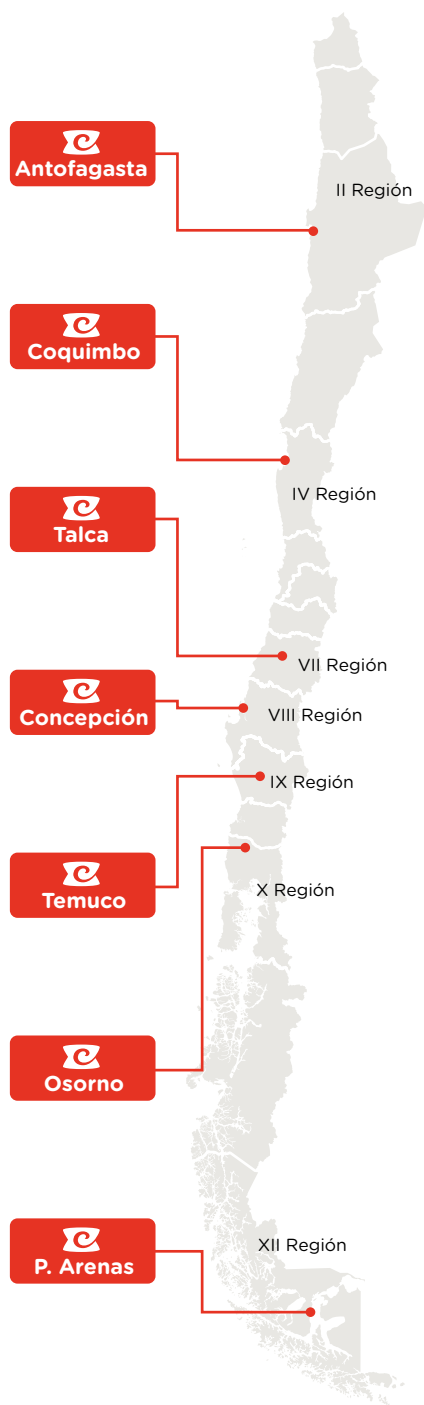 Antofagasta
II Región
Coquimbo
IV Región
Talca
VII Región
Concepción
VIII Región
IX Región
Temuco
X Región
Osorno
P. Arenas
XII Región